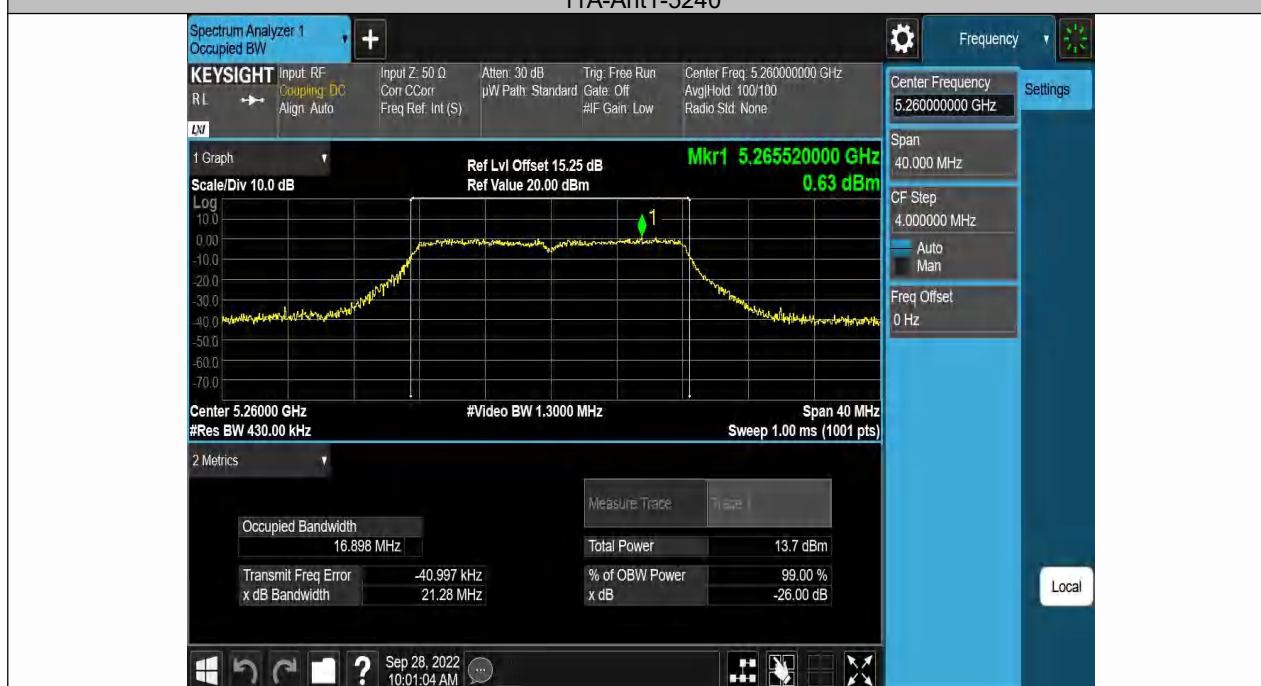 11A-Ant1-5240
Spectrum Analyzer 1
Occupied BW
+
Frequency
KEYSIGHT
RL
LXI
Input: RF
Coupling: DC
Align: Auto
Input Z: 50 Ω
Corr CCorr
Freq Ref: Int (S)
Atten: 30 dB
µW Path: Standard
Trig: Free Run
Gate: Off
#IF Gain: Low
Center Freq: 5.260000000 GHz
Avg|Hold: 100/100
Radio Std: None
Center Frequency
5.260000000 GHz
Settings
Span
40.000 MHz
CF Step
4.000000 MHz
Auto
Man
Freq Offset
0 Hz
Local
1 Graph
Scale/Div 10.0 dB
Ref Lvl Offset 15.25 dB
Ref Value 20.00 dBm
Mkr1 5.265520000 GHz
0.63 dBm
Log
10.0
0.00
-10.0
-20.0
-30.0
-40.0
-50.0
-60.0
-70.0
1
Center 5.26000 GHz
#Res BW 430.00 kHz
#Video BW 1.3000 MHz
Span 40 MHz
Sweep 1.00 ms (1001 pts)
2 Metrics
Measure Trace
Trace 1
Occupied Bandwidth
16.898 MHz
Total Power 13.7 dBm
Transmit Freq Error -40.997 kHz
% of OBW Power 99.00 %
x dB Bandwidth 21.28 MHz
x dB -26.00 dB
?
Sep 28, 2022
10:01:04 AM